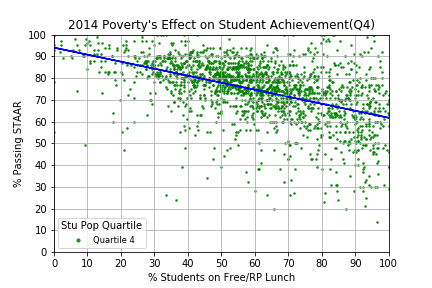 2014 Poverty's Effect on Student Achievement(Q4)
100
90
80
70
60
50
40
30
20
10
0
% Passing STAAR
Stu Pop Quartile
Quartile 4
0 10 20 30 40 50 60 70 80 90 100
% Students on Free/RP Lunch